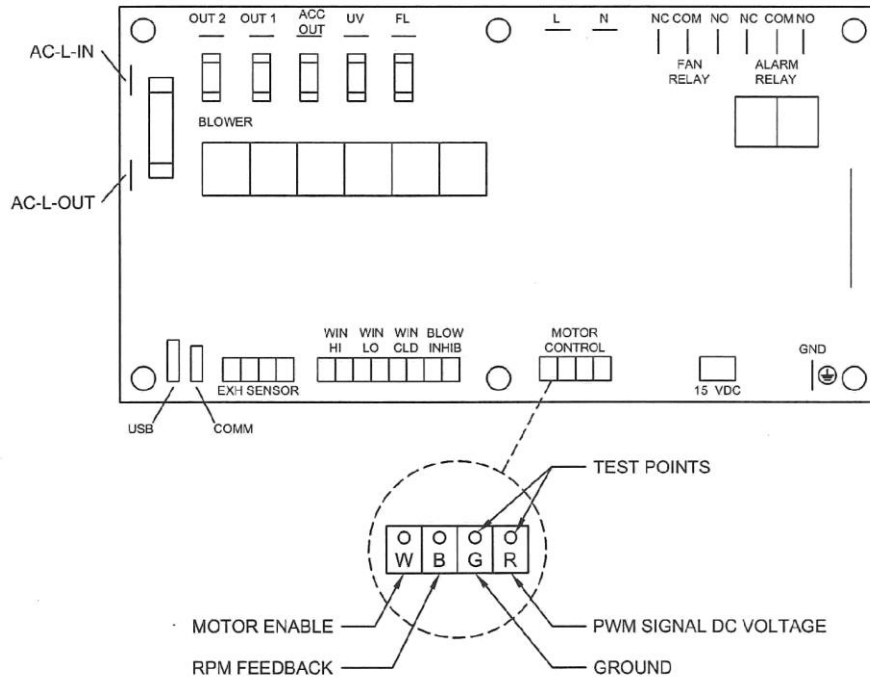 OUT 2
OUT 1
ACC
OUT
UV
FL
L
N
NC COM NO
NC COM NO
FAN
RELAY
ALARM
RELAY
AC-L-IN
BLOWER
AC-L-OUT
WIN
HI
WIN
LO
WIN
CLD
BLOW
INHIB
MOTOR
CONTROL
GND
EXH SENSOR
15 VDC
USB
COMM
TEST POINTS
W
B
G
R
MOTOR ENABLE
PWM SIGNAL DC VOLTAGE
RPM FEEDBACK
GROUND